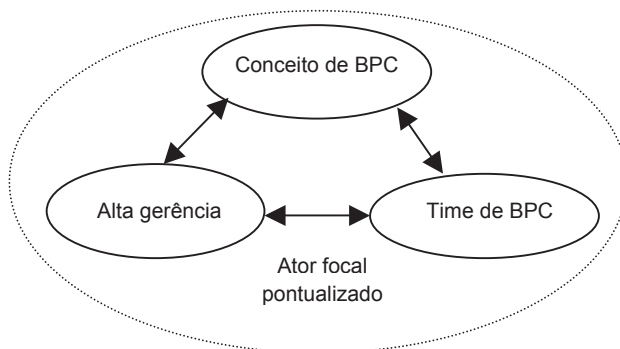 Conceito de BPC
Alta gerência
Time de BPC
Ator focal
pontualizado